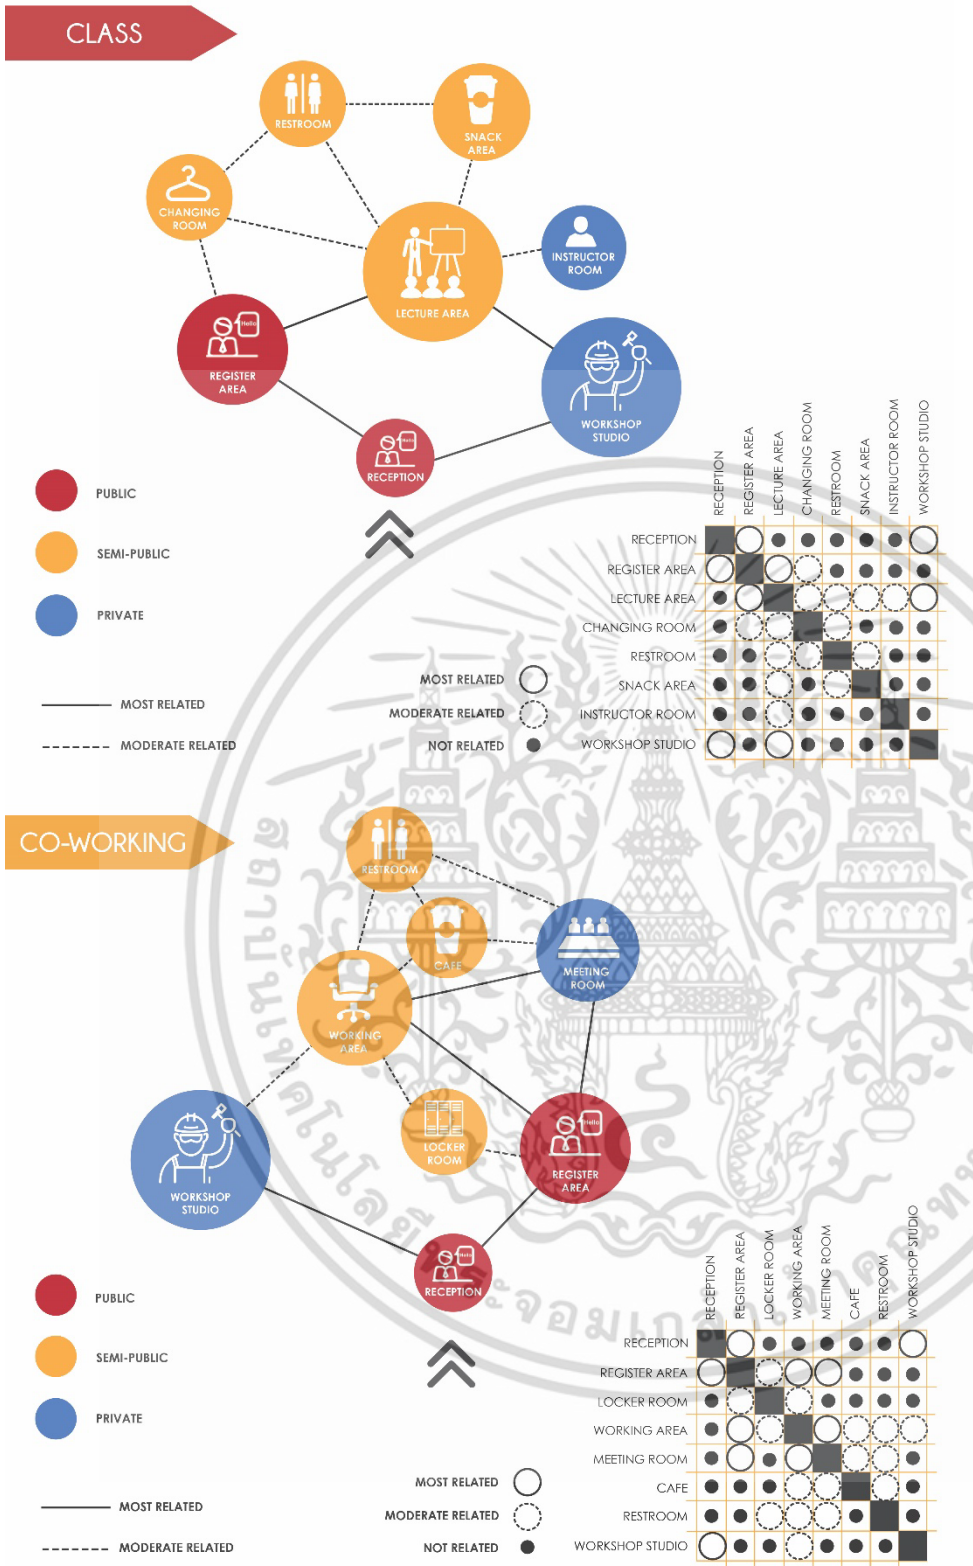 CLASS
RESTROOM
SNACK
AREA
CHANGING
ROOM
INSTRUCTOR
ROOM
LECTURE AREA
Hello
REGISTER
AREA
WORKSHOP
STUDIO
Hello
RECEPTION
PUBLIC
SEMI-PUBLIC
PRIVATE
MOST RELATED
MODERATE RELATED
MOST RELATED
MODERATE RELATED
NOT RELATED
RECEPTION
REGISTER AREA
LECTURE AREA
CHANGING ROOM
RESTROOM
SNACK AREA
INSTRUCTOR ROOM
WORKSHOP STUDIO
RECEPTION
REGISTER AREA
LECTURE AREA
CHANGING ROOM
RESTROOM
SNACK AREA
INSTRUCTOR ROOM
WORKSHOP STUDIO
CO-WORKING
RESTROOM
CAFE
MEETING
ROOM
WORKING
AREA
LOCKER
ROOM
Hello
REGISTER
AREA
WORKSHOP
STUDIO
Hello
RECEPTION
PUBLIC
SEMI-PUBLIC
PRIVATE
MOST RELATED
MODERATE RELATED
MOST RELATED
MODERATE RELATED
NOT RELATED
RECEPTION
REGISTER AREA
LOCKER ROOM
WORKING AREA
MEETING ROOM
CAFE
RESTROOM
WORKSHOP STUDIO
RECEPTION
REGISTER AREA
LOCKER ROOM
WORKING AREA
MEETING ROOM
CAFE
RESTROOM
WORKSHOP STUDIO